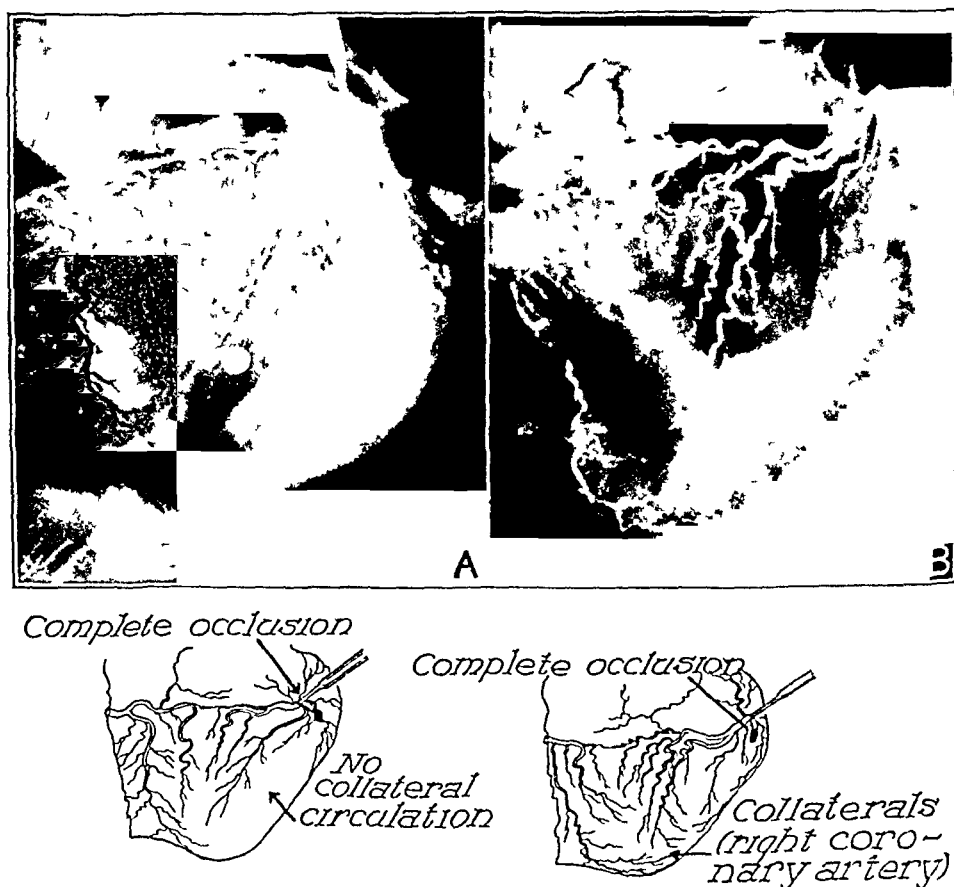 A
B
Complete occlusion
No
collateral
circulation
Complete occlusion
Collaterals
(right coro-
nary artery)